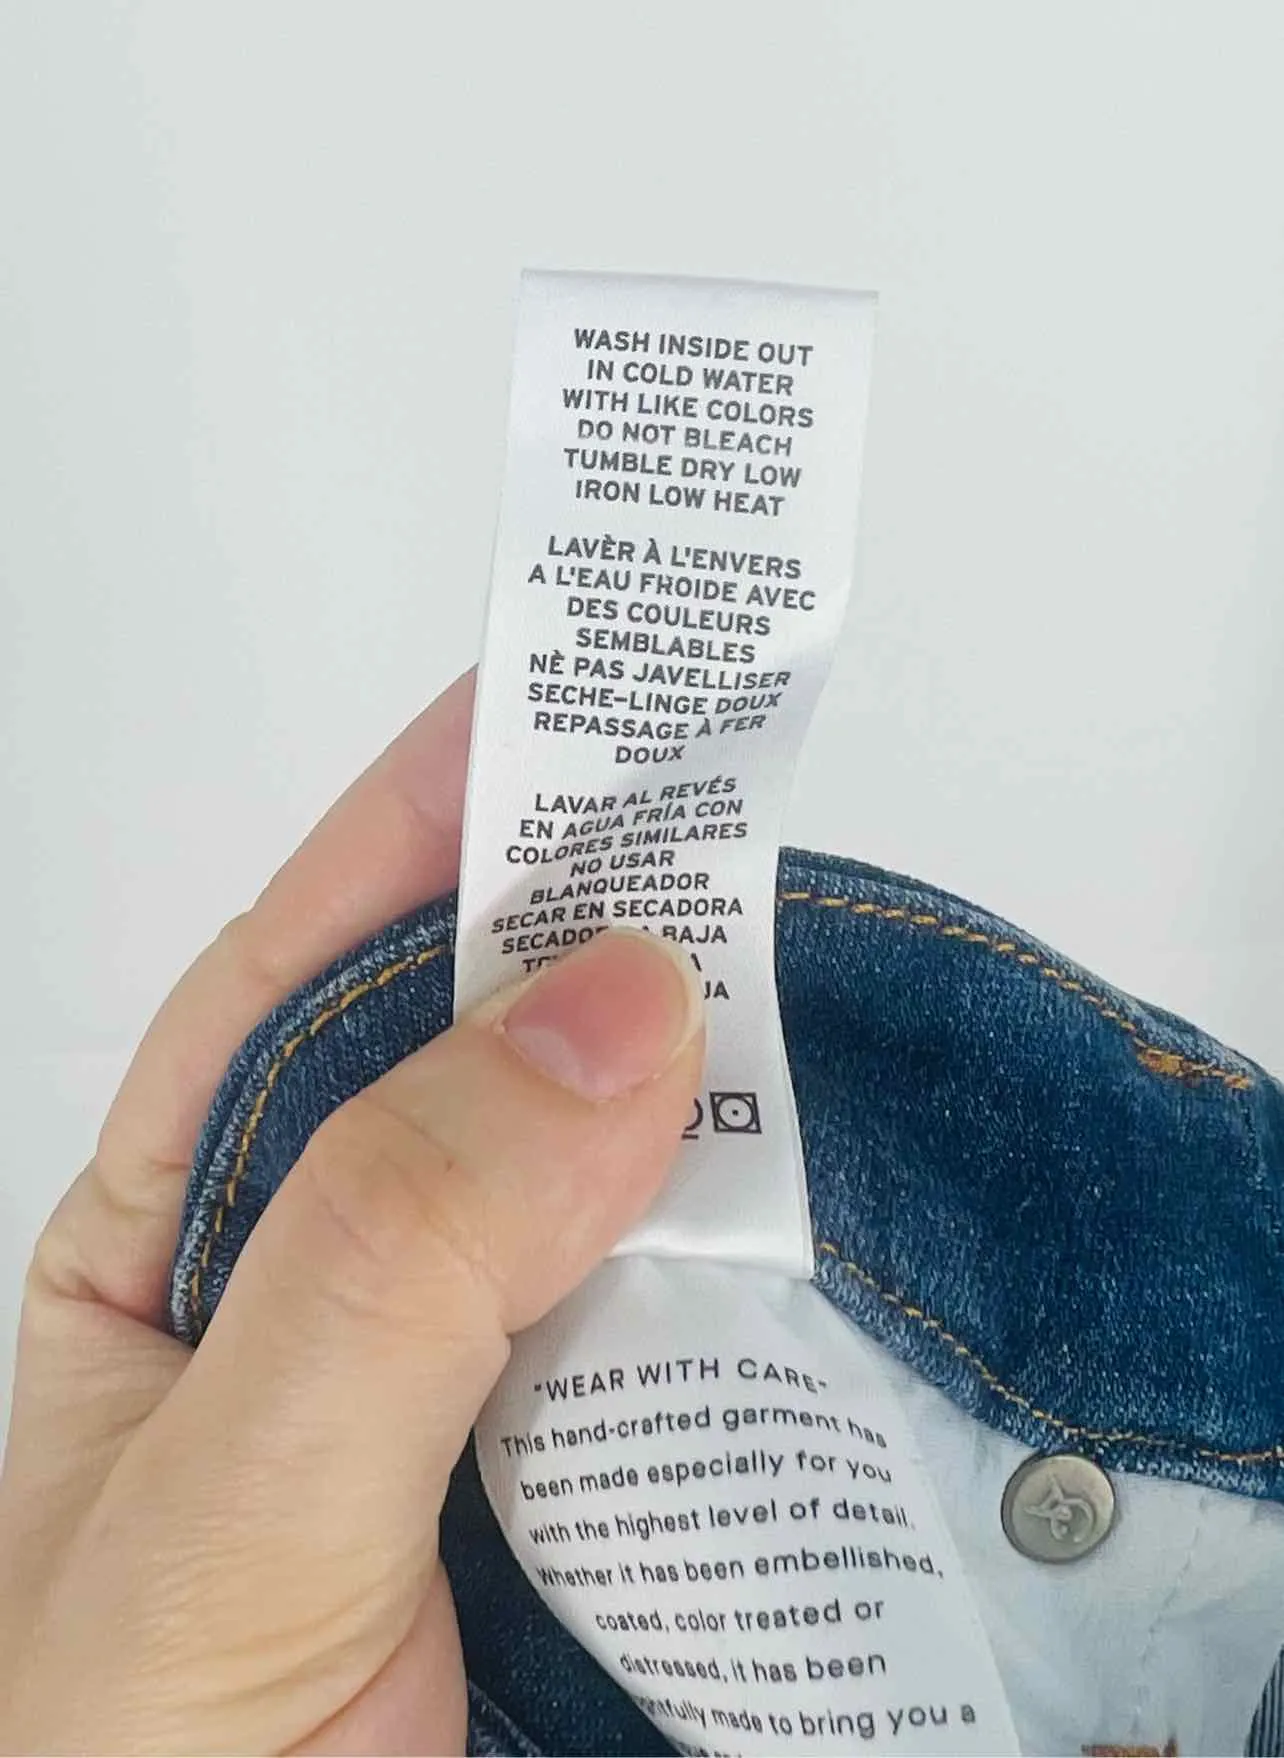 WASH INSIDE OUT
IN COLD WATER
WITH LIKE COLORS
DO NOT BLEACH
TUMBLE DRY LOW
IRON LOW HEAT
LAVÈR À L'ENVERS
A L'EAU FROIDE AVEC
DES COULEURS
SEMBLABLES
NÈ PAS JAVELLISER
SECHE-LINGE DOUX
REPASSAGE À FER
DOUX
LAVAR AL REVÉS
EN AGUA FRÍA CON
COLORES SIMILARES
NO USAR
BLANQUEADOR
SECAR EN SECADORA
BAJA
"WEAR WITH CARE"
This hand-crafted garment has
been made especially for you
with the highest level of detail.
Whether it has been embellished,
coated, color treated or
distressed, it has been
made to bring you a